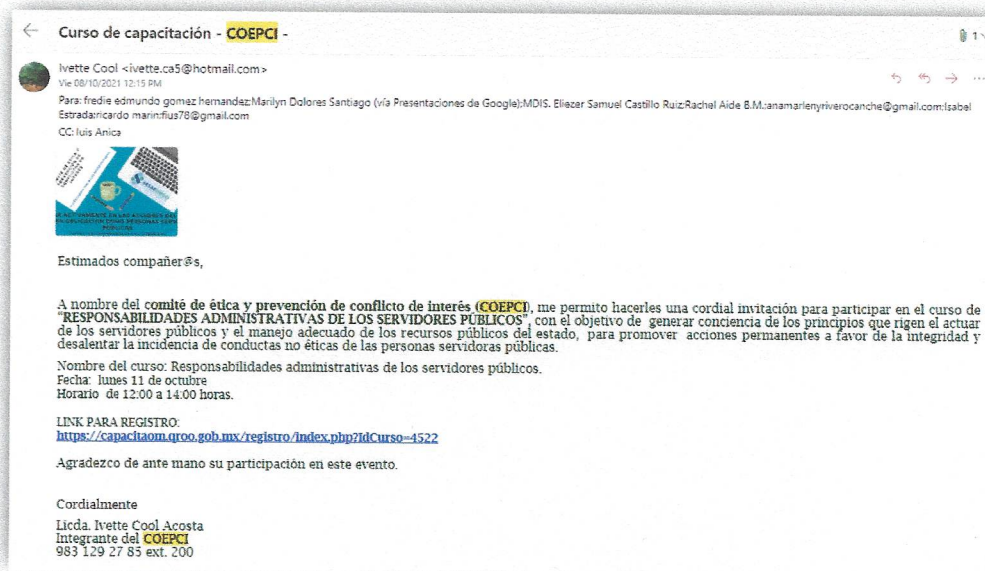 Curso de capacitación - COEPCI -
1
Ivette Cool <ivette.ca5@hotmail.com>
Vie 08/10/2021 12:15 PM
Para: fredie edmundo gomez hernandez;Marilyn Dolores Santiago (vía Presentaciones de Google);MDIS. Eliezer Samuel Castillo Ruiz;Rachel Aide B.M.;anamarlenyriverocanche@gmail.com;Isabel
Estrada;ricardo marin;fius78@gmail.com
CC: luis Anica
Estimados compañer@s,
A nombre del comité de ética y prevención de conflicto de interés (COEPCI), me permito hacerles una cordial invitación para participar en el curso de
"RESPONSABILIDADES ADMINISTRATIVAS DE LOS SERVIDORES PÚBLICOS", con el objetivo de generar conciencia de los principios que rigen el actuar
de los servidores públicos y el manejo adecuado de los recursos públicos del estado, para promover acciones permanentes a favor de la integridad y
desalentar la incidencia de conductas no éticas de las personas servidoras públicas.
Nombre del curso: Responsabilidades administrativas de los servidores públicos.
Fecha: lunes 11 de octubre
Horario de 12:00 a 14:00 horas.
LINK PARA REGISTRO:
https://capacitaom.qroo.gob.mx/registro/index.php?IdCurso=4522
Agradezco de ante mano su participación en este evento.
Cordialmente
Licda. Ivette Cool Acosta
Integrante del COEPCI
983 129 27 85 ext. 200